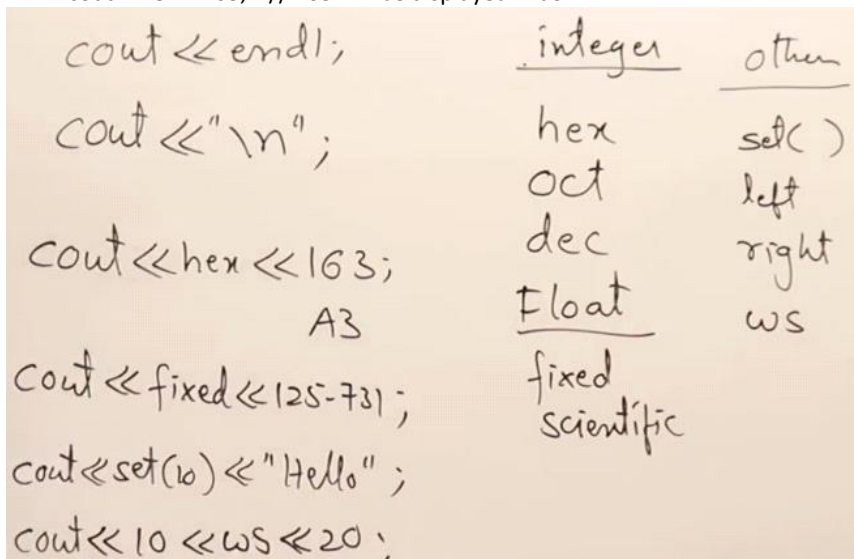 cout << endl;
cout << "\n";
cout << hex << 163;
A3
cout << fixed << 125.731;
cout << set(10) << "Hello";
cout << 10 << ws << 20;
integer
hex
oct
dec
Float
fixed
scientific
other
set( )
left
right
ws